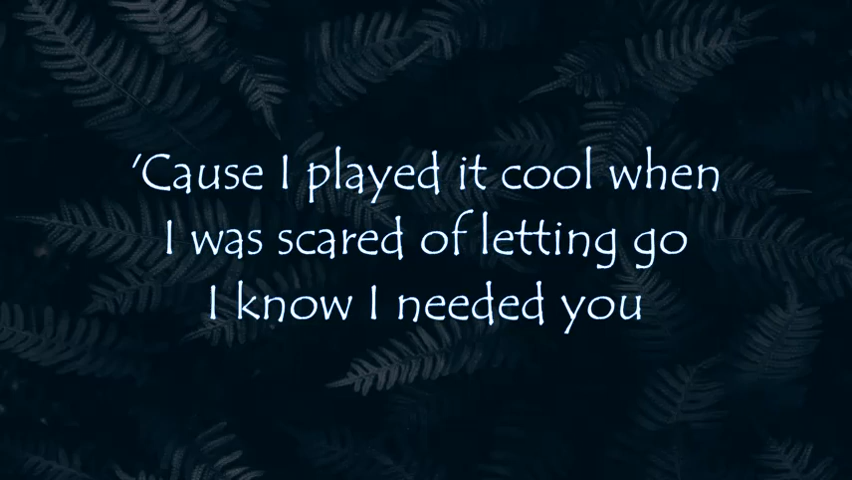 'Cause I played it cool when
I was scared of letting go
I know I needed you